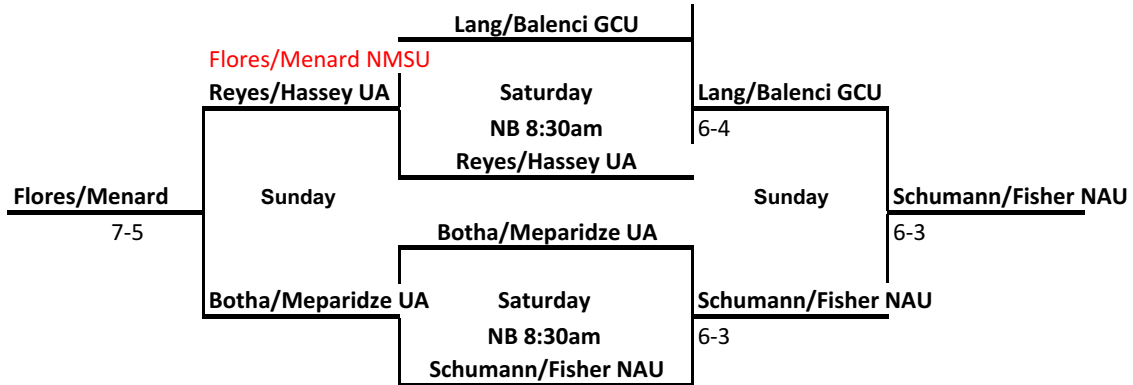 Lang/Balenci GCU
Flores/Menard NMSU
Reyes/Hassey UA
Saturday
Lang/Balenci GCU
NB 8:30am
6-4
Reyes/Hassey UA
Flores/Menard
Sunday
Sunday
Schumann/Fisher NAU
7-5
Botha/Meparidze UA
6-3
Botha/Meparidze UA
Saturday
Schumann/Fisher NAU
NB 8:30am
6-3
Schumann/Fisher NAU